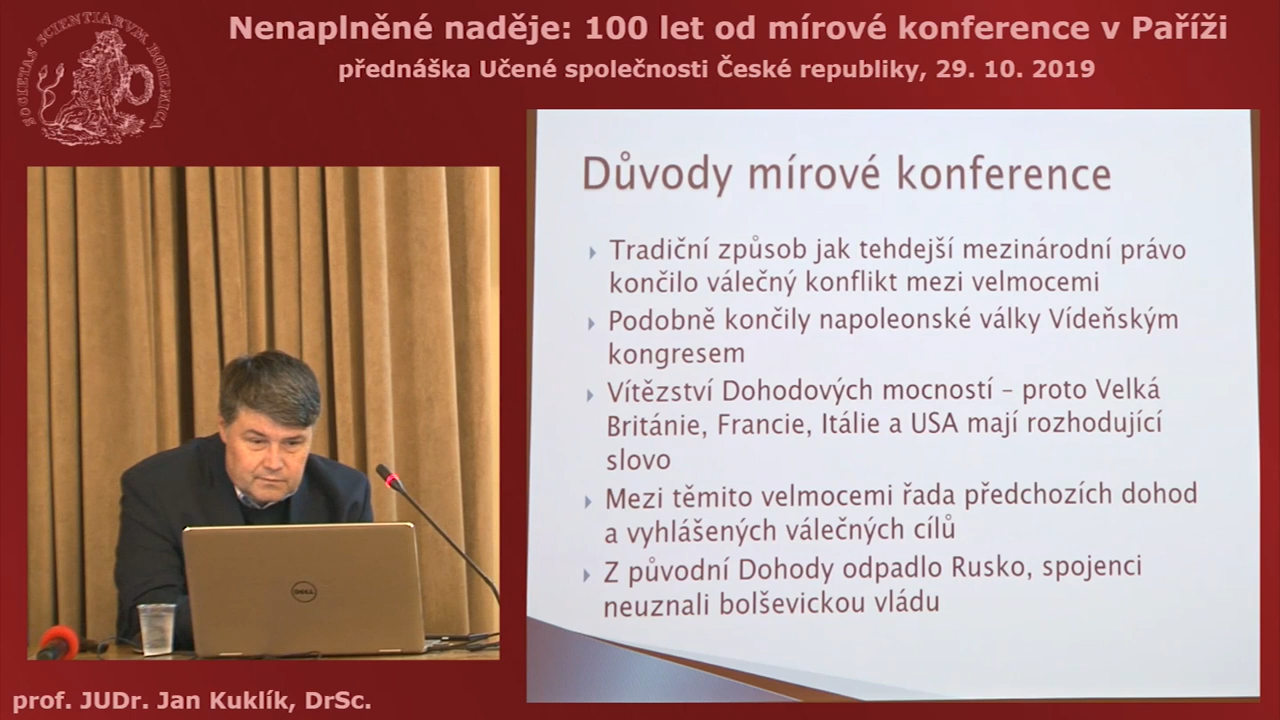 Nenaplněné naděje: 100 let od mírové konference v Paříži
přednáška Učené společnosti České republiky, 29. 10. 2019
SOCIETAS SCIENTIARUM BOHEMICA
Důvody mírové konference
Tradiční způsob jak tehdejší mezinárodní právo
končilo válečný konflikt mezi velmocemi
Podobně končily napoleonské války Vídeňským
kongresem
Vítězství Dohodových mocností – proto Velká
Británie, Francie, Itálie a USA mají rozhodující
slovo
Mezi těmito velmocemi řada předchozích dohod
a vyhlášených válečných cílů
Z původní Dohody odpadlo Rusko, spojenci
neuznali bolševickou vládu
DELL
prof. JUDr. Jan Kuklík, DrSc.